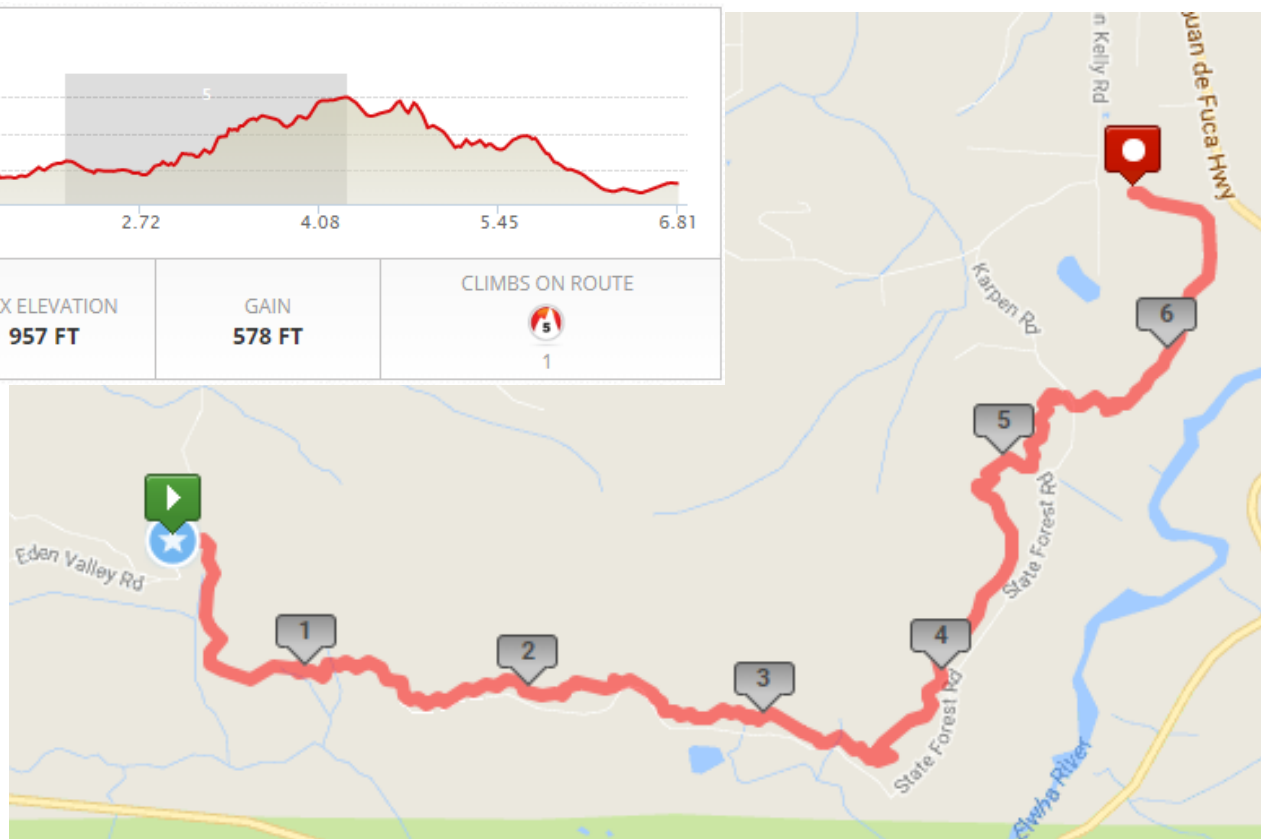 5
2.72 4.08 5.45 6.81
X ELEVATION
957 FT
GAIN
578 FT
CLIMBS ON ROUTE
5
1
n Kelly Rd
uan de Fuca Hwy
Karpen Rd
6
5
State Forest Rd
Eden Valley Rd
1
2
3
4
State Forest Rd
Elwha River